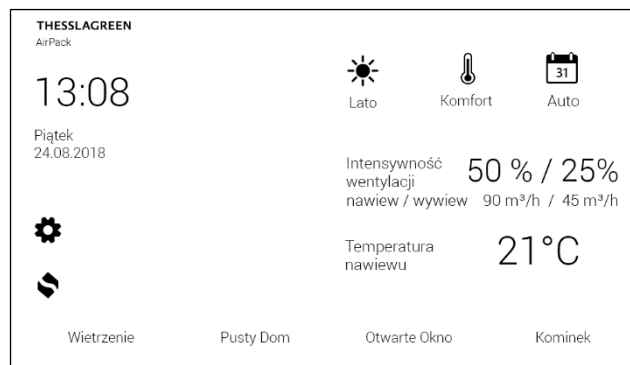 THESSLAGREEN
AirPack
13:08
Piątek
24.08.2018
31
Lato
Komfort
Auto
Intensywność
wentylacji
nawiew / wywiew
50 % / 25%
90 m³/h / 45 m³/h
Temperatura
nawiewu
21°C
Wietrzenie
Pusty Dom
Otwarte Okno
Kominek